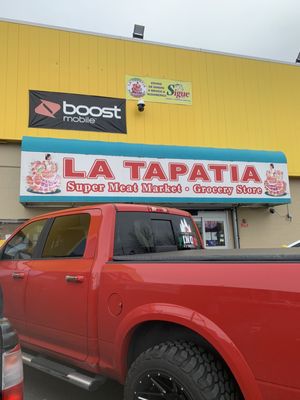 boost
mobile
Sigue
LA TAPATIA
Super Meat Market • Grocery Store